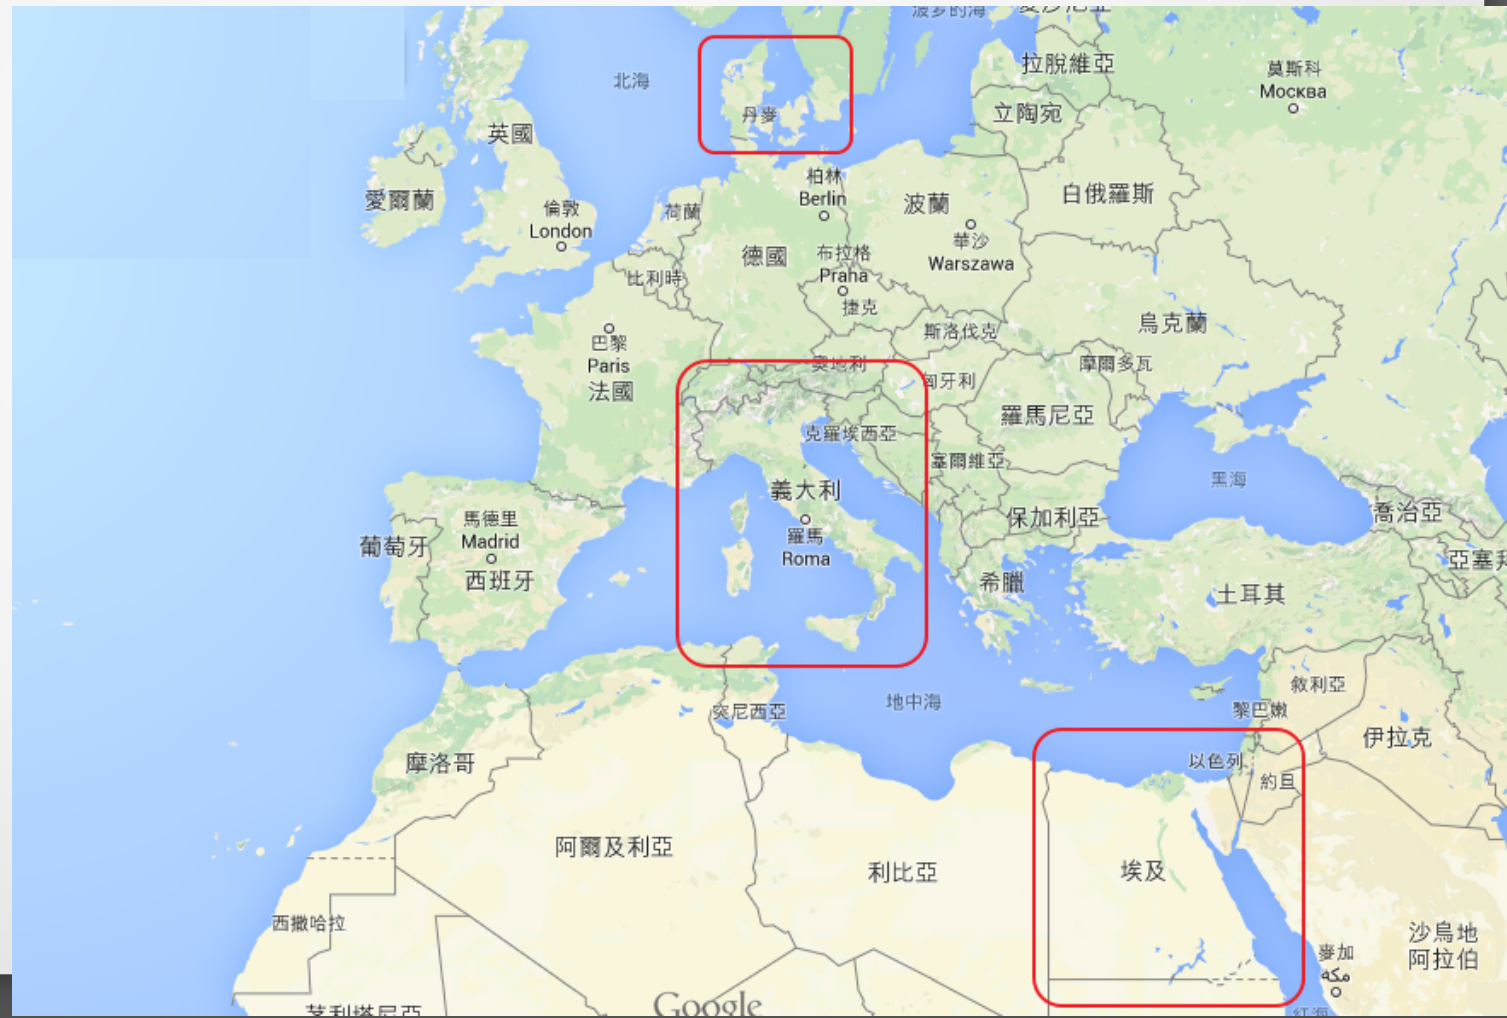 北海
丹麥
拉脫維亞
莫斯科
Москва
立陶宛
英國
愛爾蘭
倫敦
London
荷蘭
柏林
Berlin
波蘭
白俄羅斯
華沙
Warszawa
德國
布拉格
Praha
比利時
捷克
斯洛伐克
烏克蘭
巴黎
Paris
法國
奧地利
匈牙利
摩爾多瓦
羅馬尼亞
克羅埃西亞
塞爾維亞
黑海
義大利
羅馬
Roma
保加利亞
喬治亞
葡萄牙
馬德里
Madrid
西班牙
希臘
土耳其
地中海
敘利亞
黎巴嫩
突尼西亞
伊拉克
摩洛哥
以色列
約旦
阿爾及利亞
利比亞
埃及
西撒哈拉
沙烏地
阿拉伯
麥加
مكة
Google
紅海